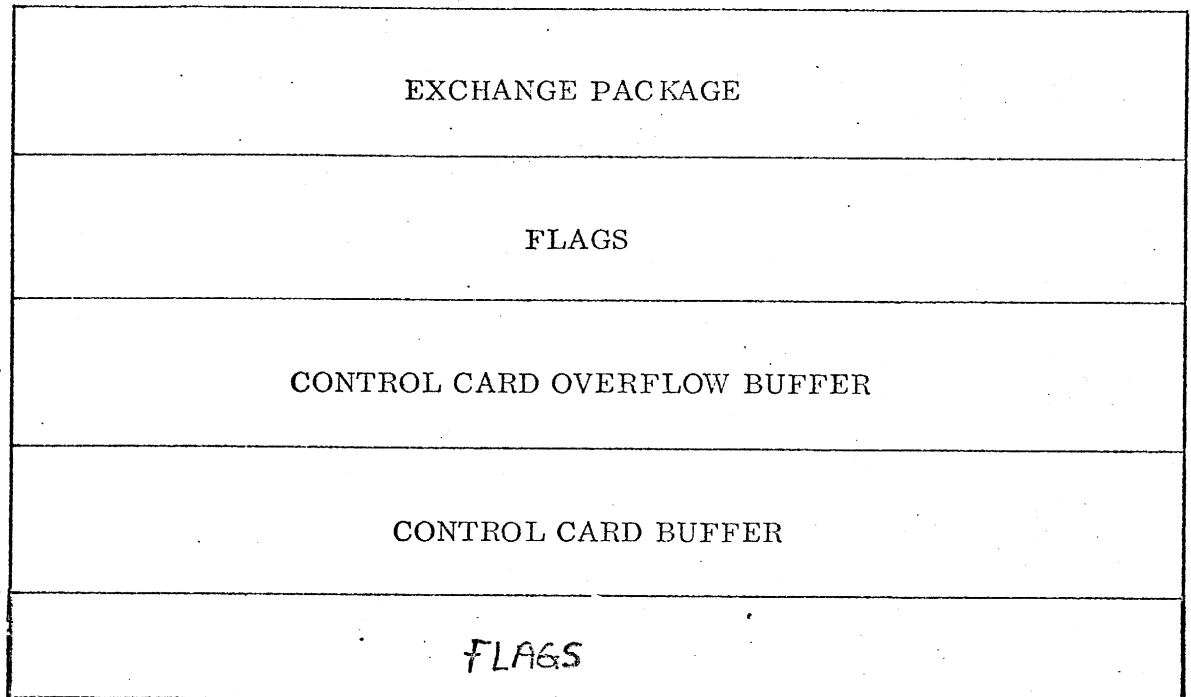 EXCHANGE PACKAGE
FLAGS
CONTROL CARD OVERFLOW BUFFER
CONTROL CARD BUFFER
FLAGS